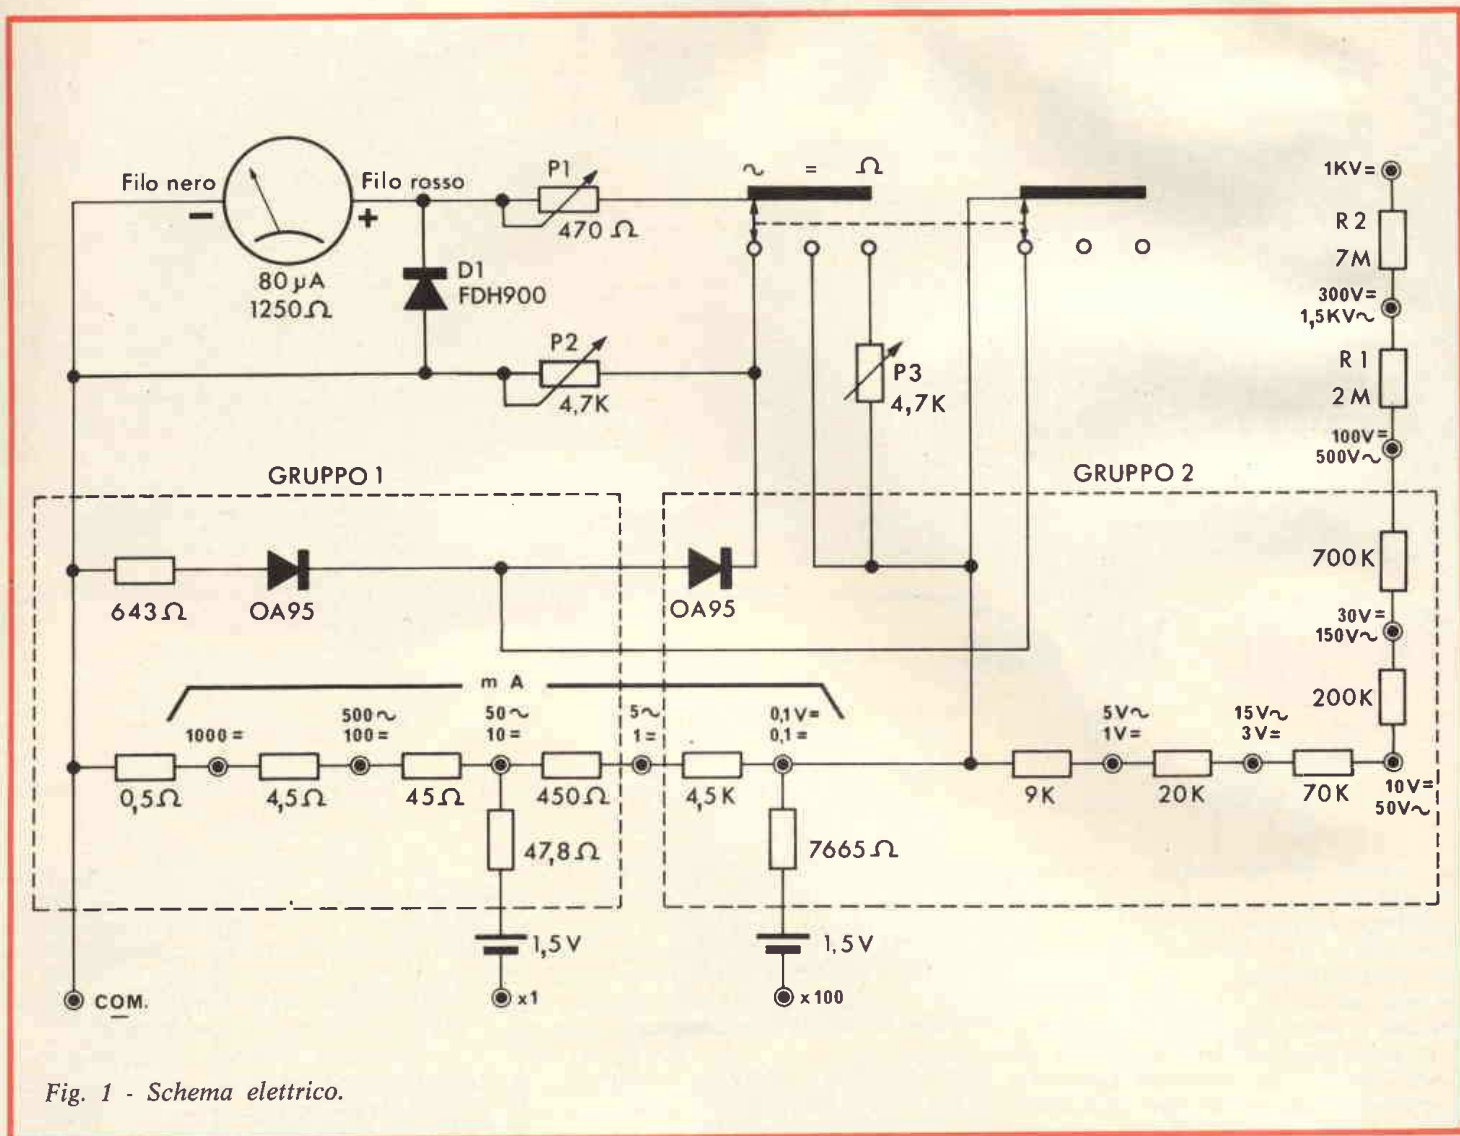 Filo nero
Filo rosso
−
+
80 µA
1250 Ω
D1
FDH900
P1
470 Ω
P2
4,7K
∼ = Ω
P3
4,7K
1KV=
R 2
7M
300V=
1,5KV∼
R 1
2 M
100V=
500V∼
GRUPPO 1
GRUPPO 2
643 Ω
OA95
OA95
700K
30V=
150V∼
200K
m A
1000 =
500∼
100=
50∼
10=
5∼
1=
0,1V=
0,1=
5V∼
1V=
15V∼
3V=
10V=
50V∼
0,5Ω
4,5Ω
45Ω
450Ω
4,5 K
9K
20K
70K
47,8Ω
7665Ω
1,5V
1,5V
COM.
x1
x100
Fig. 1 - Schema elettrico.